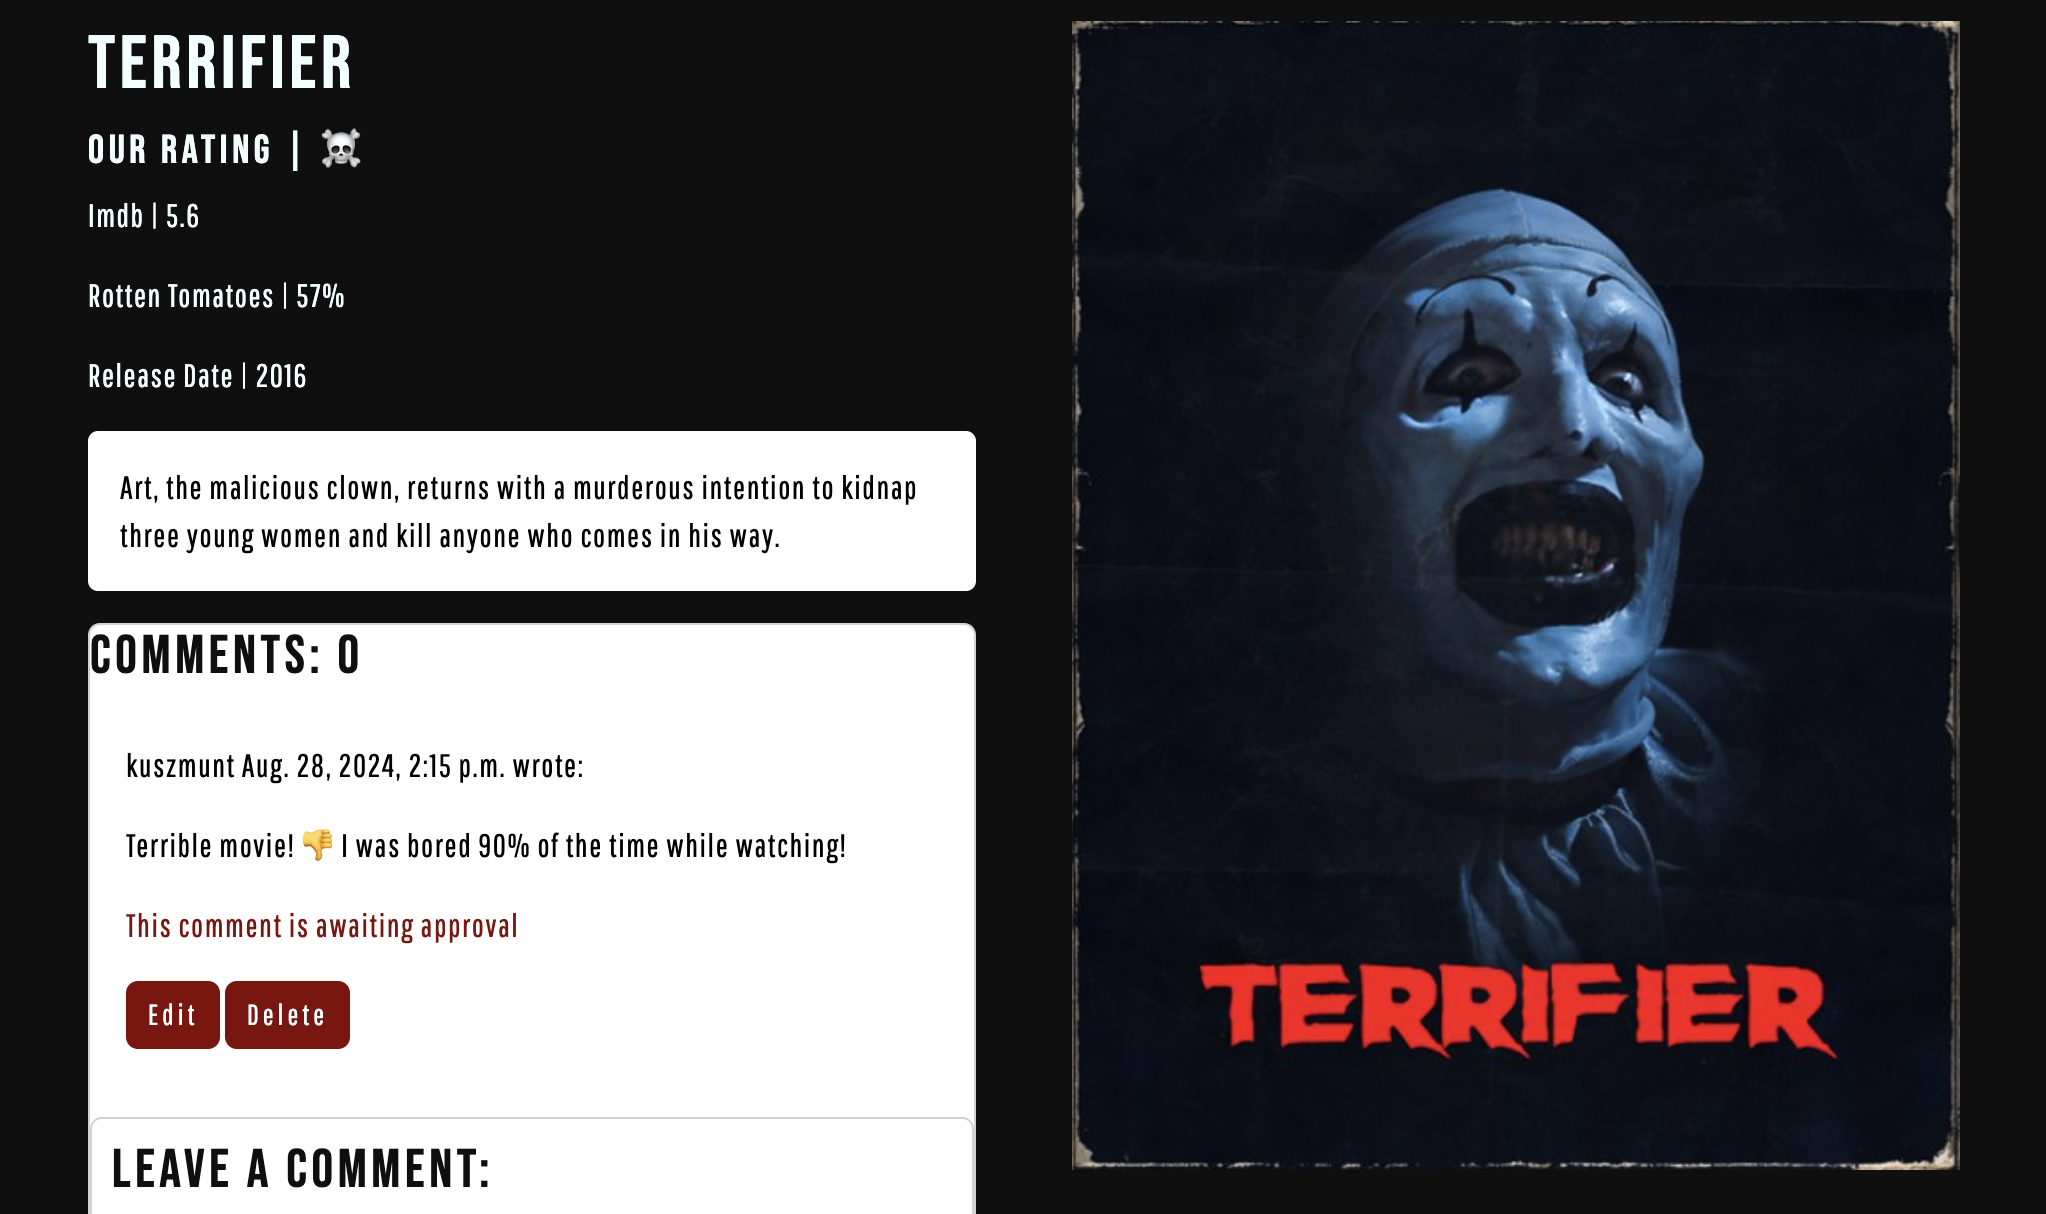 TERRIFIER
OUR RATING | ☠️
Imdb | 5.6
Rotten Tomatoes | 57%
Release Date | 2016
Art, the malicious clown, returns with a murderous intention to kidnap
three young women and kill anyone who comes in his way.
COMMENTS: 0
kuszmunt Aug. 28, 2024, 2:15 p.m. wrote:
Terrible movie! 👎 I was bored 90% of the time while watching!
This comment is awaiting approval
Edit Delete
LEAVE A COMMENT:
TERRIFIER